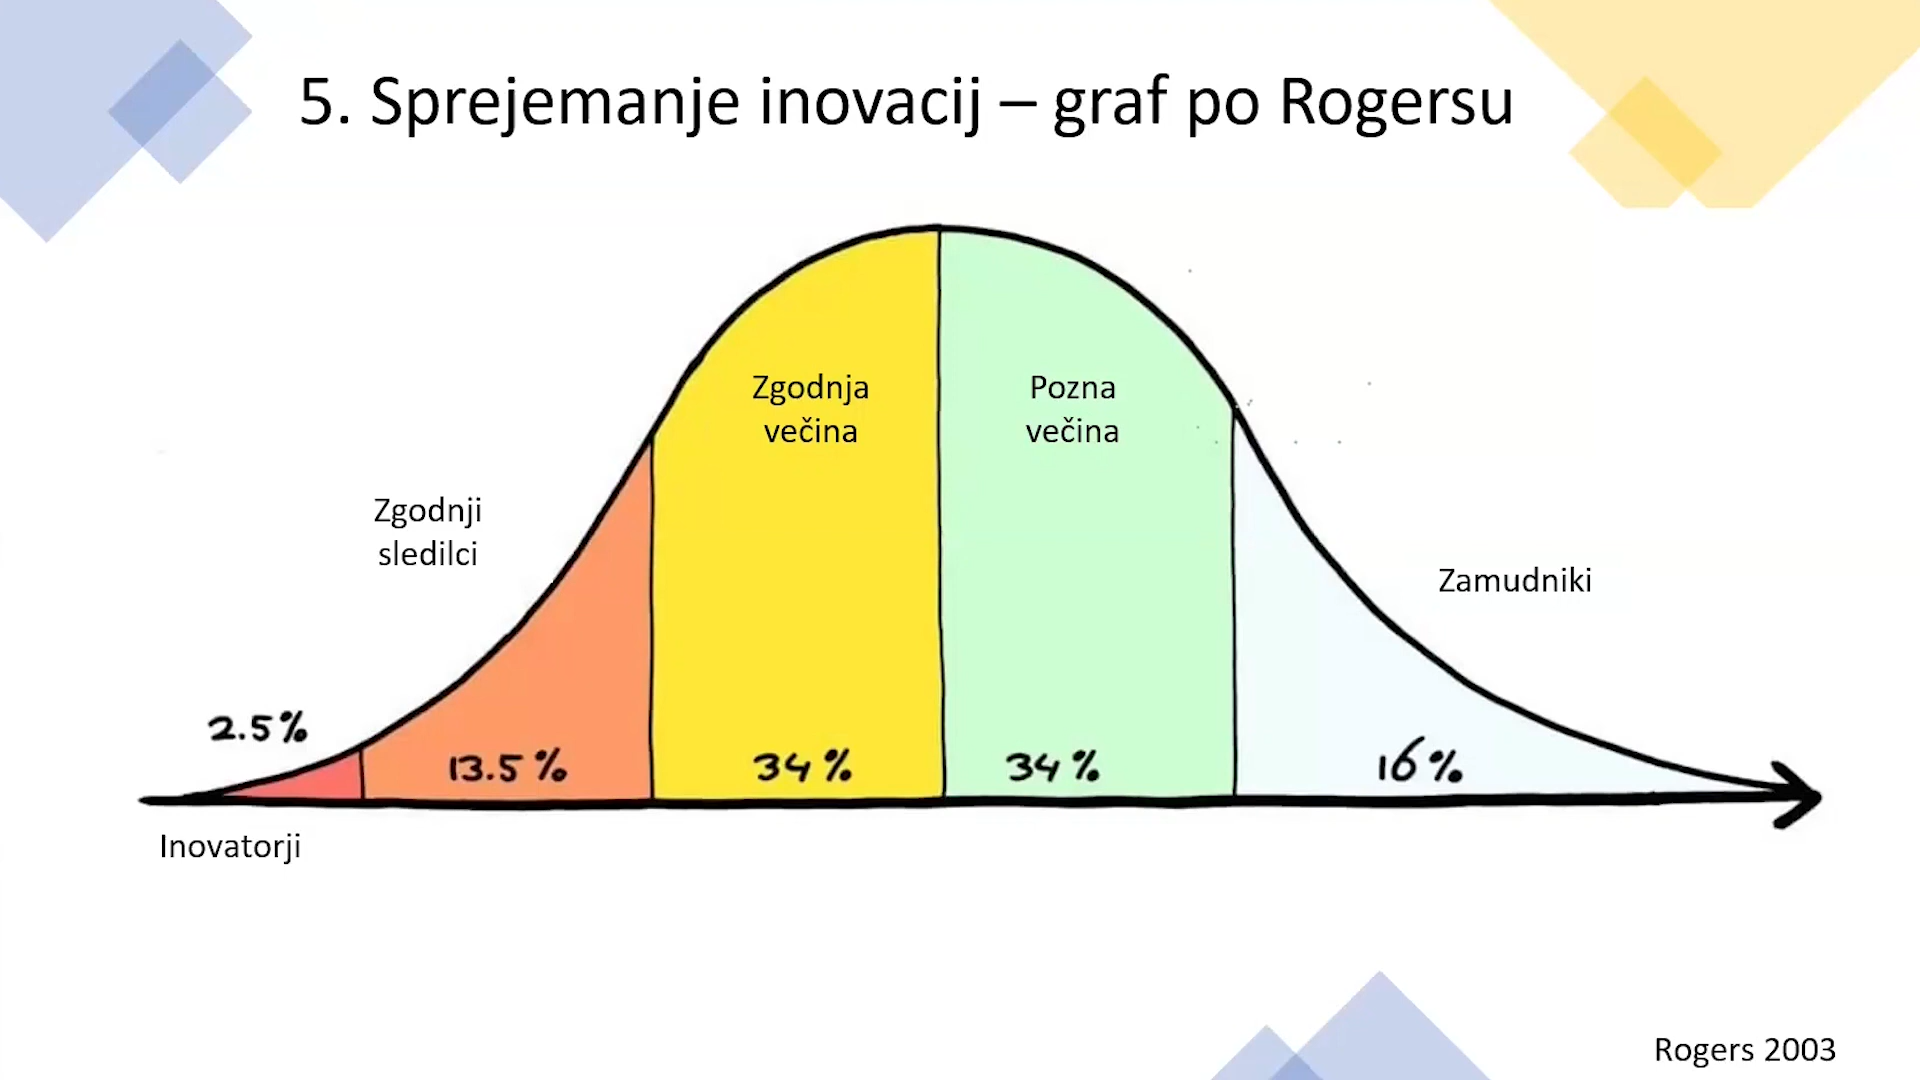 5. Sprejemanje inovacij – graf po Rogersu
Zgodnja
večina
Pozna
večina
Zgodnji
sledilci
Zamudniki
2.5%
13.5%
34%
34%
16%
Inovatorji
Rogers 2003